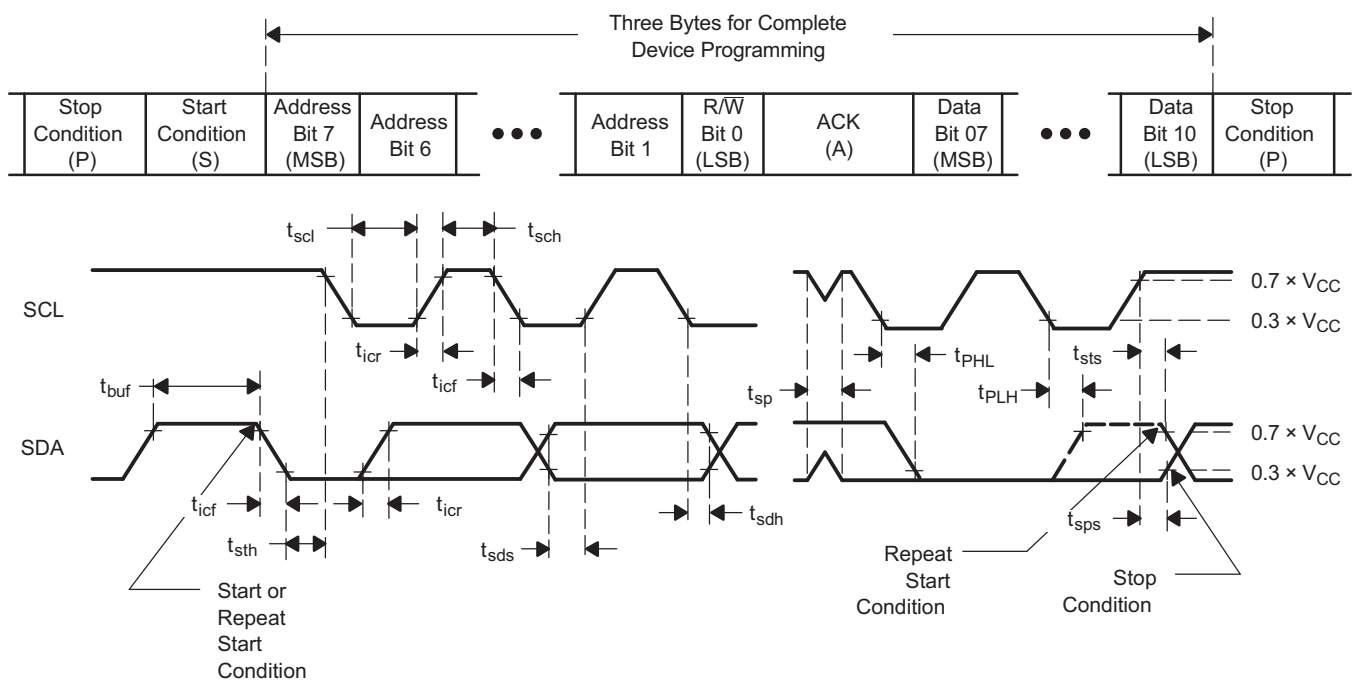 Three Bytes for Complete
Device Programming
Stop
Condition
(P)
Start
Condition
(S)
Address
Bit 7
(MSB)
Address
Bit 6
•••
Address
Bit 1
R/W̅
Bit 0
(LSB)
ACK
(A)
Data
Bit 07
(MSB)
•••
Data
Bit 10
(LSB)
Stop
Condition
(P)
tscl
tsch
SCL
0.7 × VCC
0.3 × VCC
ticr
ticf
tPHL
tsts
tbuf
tsp
tPLH
SDA
0.7 × VCC
0.3 × VCC
ticf
ticr
tsdh
tsth
tsds
tsps
Start or
Repeat
Start
Condition
Repeat
Start
Condition
Stop
Condition